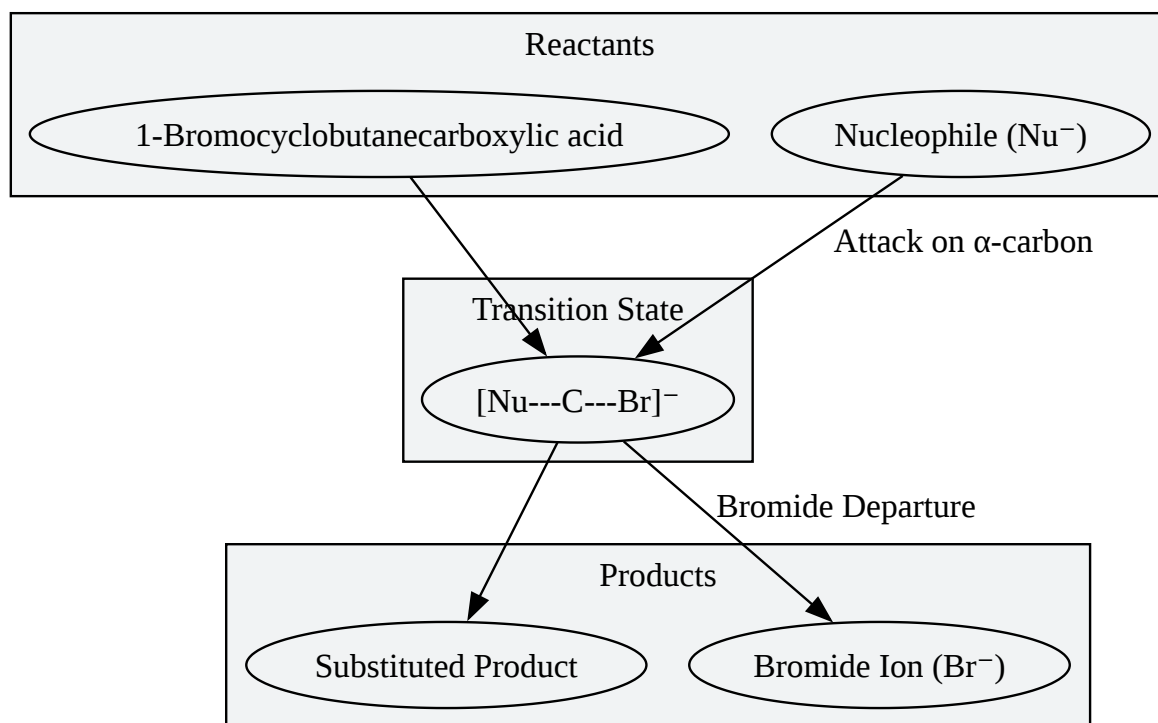 Reactants
1-Bromocyclobutanecarboxylic acid
Nucleophile (Nu⁻)
Attack on α-carbon
Transition State
[Nu---C---Br]⁻
Bromide Departure
Products
Substituted Product
Bromide Ion (Br⁻)